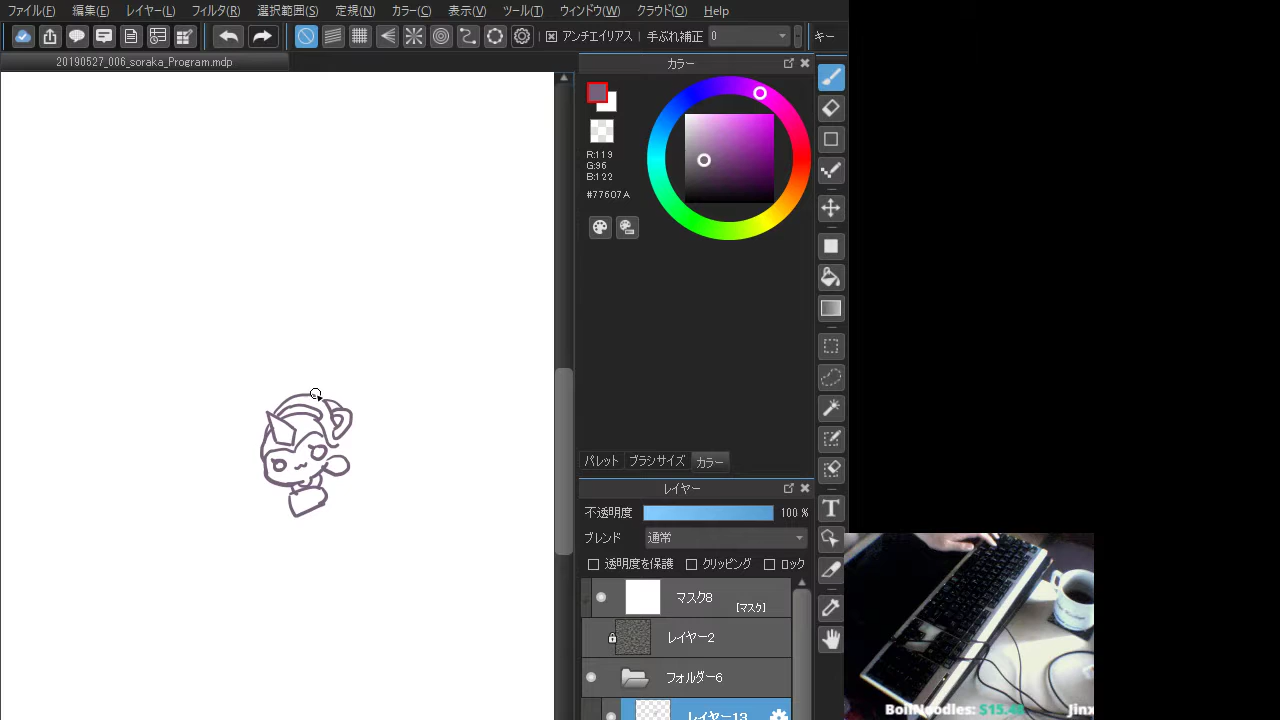 ファイル(F) 編集(E) レイヤー(L) フィルタ(R) 選択範囲(S) 定規(N) カラー(C) 表示(V) ツール(T) ウィンドウ(W) クラウド(O) Help
アンチエイリアス 手ぶれ補正 0 キー
20190527_006_soraka_Program.mdp
カラー
R:119
G:96
B:122
#77607A
パレット ブラシサイズ カラー
レイヤー
不透明度 100 %
ブレンド 通常
透明度を保護 クリッピング ロック
マスク8
[マスク]
レイヤー2
フォルダー6
レイヤー13
T
BollNoodles: Jinx